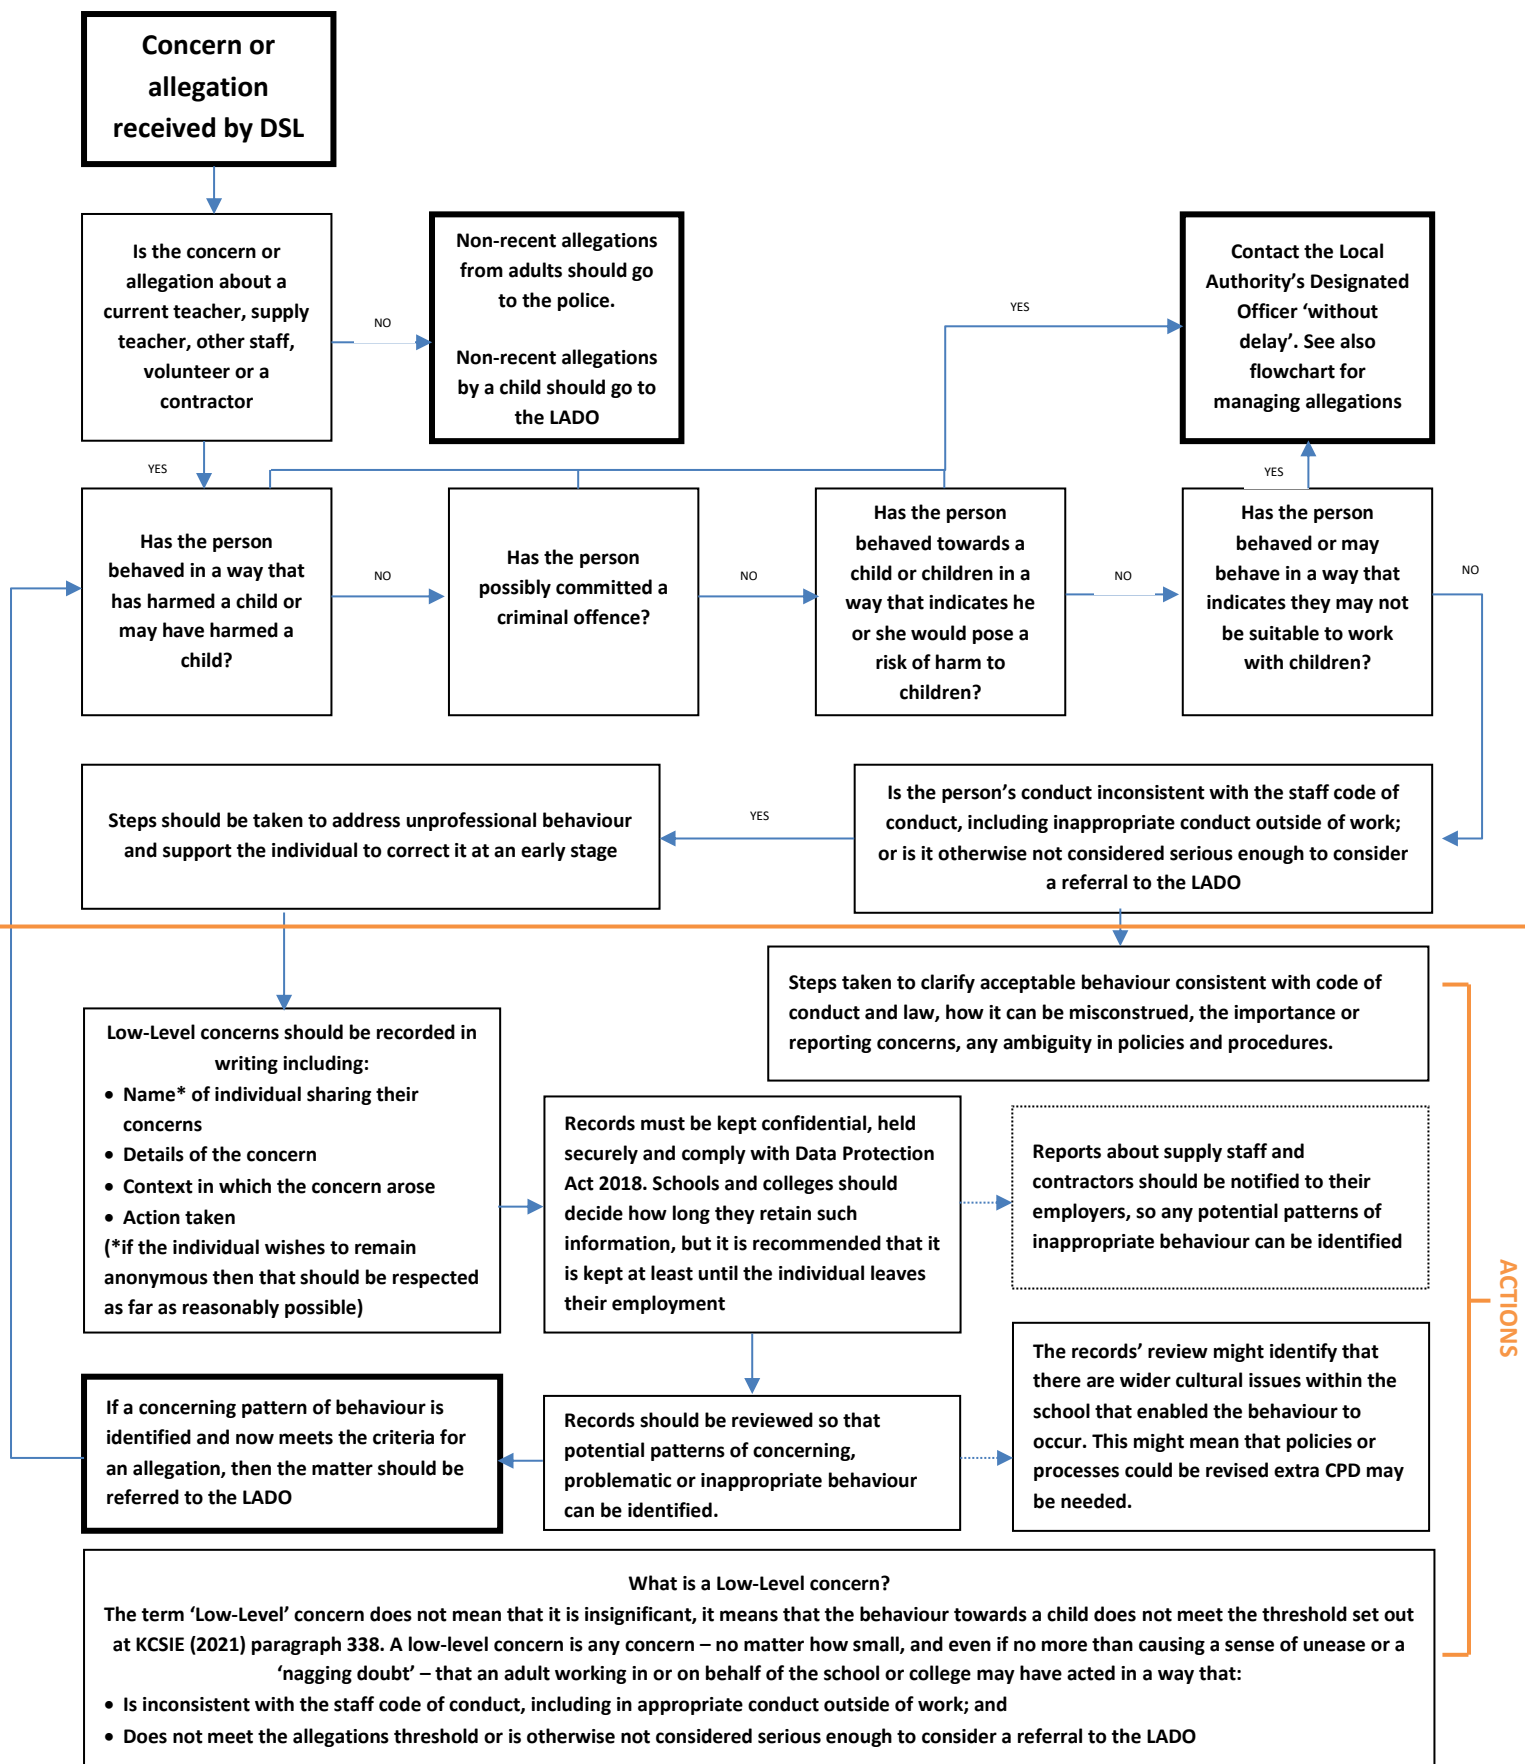 Concern or
allegation
received by DSL
Is the concern or
allegation about a
current teacher, supply
teacher, other staff,
volunteer or a
contractor
NO
Non-recent allegations
from adults should go
to the police.
Non-recent allegations
by a child should go to
the LADO
YES
Contact the Local
Authority's Designated
Officer ‘without
delay’. See also
flowchart for
managing allegations
YES
YES
Has the person
behaved in a way that
has harmed a child or
may have harmed a
child?
NO
Has the person
possibly committed a
criminal offence?
NO
Has the person
behaved towards a
child or children in a
way that indicates he
or she would pose a
risk of harm to
children?
NO
Has the person
behaved or may
behave in a way that
indicates they may not
be suitable to work
with children?
NO
Steps should be taken to address unprofessional behaviour
and support the individual to correct it at an early stage
YES
Is the person’s conduct inconsistent with the staff code of
conduct, including inappropriate conduct outside of work;
or is it otherwise not considered serious enough to consider
a referral to the LADO
Steps taken to clarify acceptable behaviour consistent with code of
conduct and law, how it can be misconstrued, the importance or
reporting concerns, any ambiguity in policies and procedures.
Low-Level concerns should be recorded in
writing including:
• Name* of individual sharing their
concerns
• Details of the concern
• Context in which the concern arose
• Action taken
(*if the individual wishes to remain
anonymous then that should be respected
as far as reasonably possible)
Records must be kept confidential, held
securely and comply with Data Protection
Act 2018. Schools and colleges should
decide how long they retain such
information, but it is recommended that it
is kept at least until the individual leaves
their employment
Reports about supply staff and
contractors should be notified to their
employers, so any potential patterns of
inappropriate behaviour can be identified
ACTIONS
If a concerning pattern of behaviour is
identified and now meets the criteria for
an allegation, then the matter should be
referred to the LADO
Records should be reviewed so that
potential patterns of concerning,
problematic or inappropriate behaviour
can be identified.
The records’ review might identify that
there are wider cultural issues within the
school that enabled the behaviour to
occur. This might mean that policies or
processes could be revised extra CPD may
be needed.
What is a Low-Level concern?
The term ‘Low-Level’ concern does not mean that it is insignificant, it means that the behaviour towards a child does not meet the threshold set out
at KCSIE (2021) paragraph 338. A low-level concern is any concern – no matter how small, and even if no more than causing a sense of unease or a
‘nagging doubt’ – that an adult working in or on behalf of the school or college may have acted in a way that:
• Is inconsistent with the staff code of conduct, including in appropriate conduct outside of work; and
• Does not meet the allegations threshold or is otherwise not considered serious enough to consider a referral to the LADO